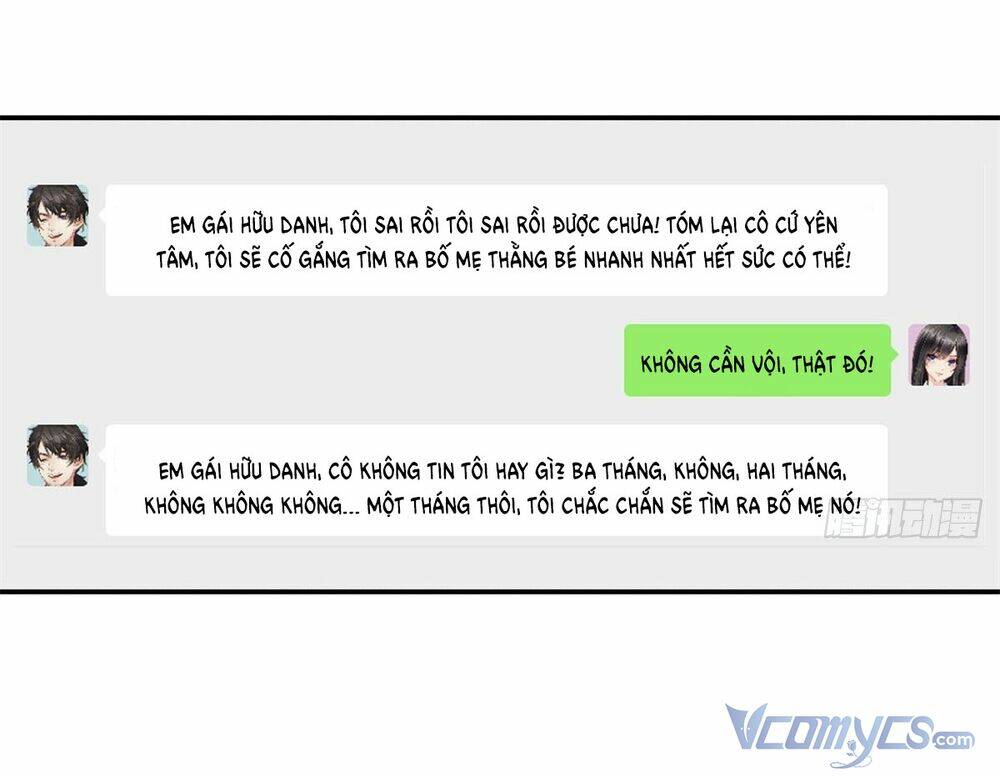 EM GÁI HỮU DANH, TÔI SAI RỒI TÔI SAI RỒI ĐƯỢC CHƯA! TÓM LẠI CÔ CỨ YÊN
TÂM, TÔI SẼ CỐ GẮNG TÌM RA BỐ MẸ THẰNG BÉ NHANH NHẤT HẾT SỨC CÓ THỂ!
KHÔNG CẦN VỘI, THẬT ĐÓ!
EM GÁI HỮU DANH, CÔ KHÔNG TIN TÔI HAY GÌ? BA THÁNG, KHÔNG, HAI THÁNG,
KHÔNG KHÔNG KHÔNG... MỘT THÁNG THÔI, TÔI CHẮC CHẮN SẼ TÌM RA BỐ MẸ NÓ!
腾讯动漫
VCOMYCS.com